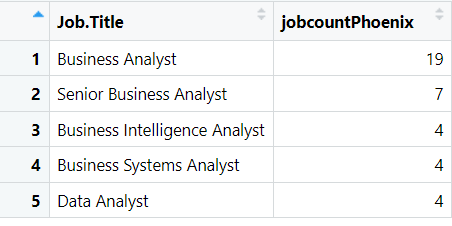 Job.Title jobcountPhoenix
1 Business Analyst 19
2 Senior Business Analyst 7
3 Business Intelligence Analyst 4
4 Business Systems Analyst 4
5 Data Analyst 4